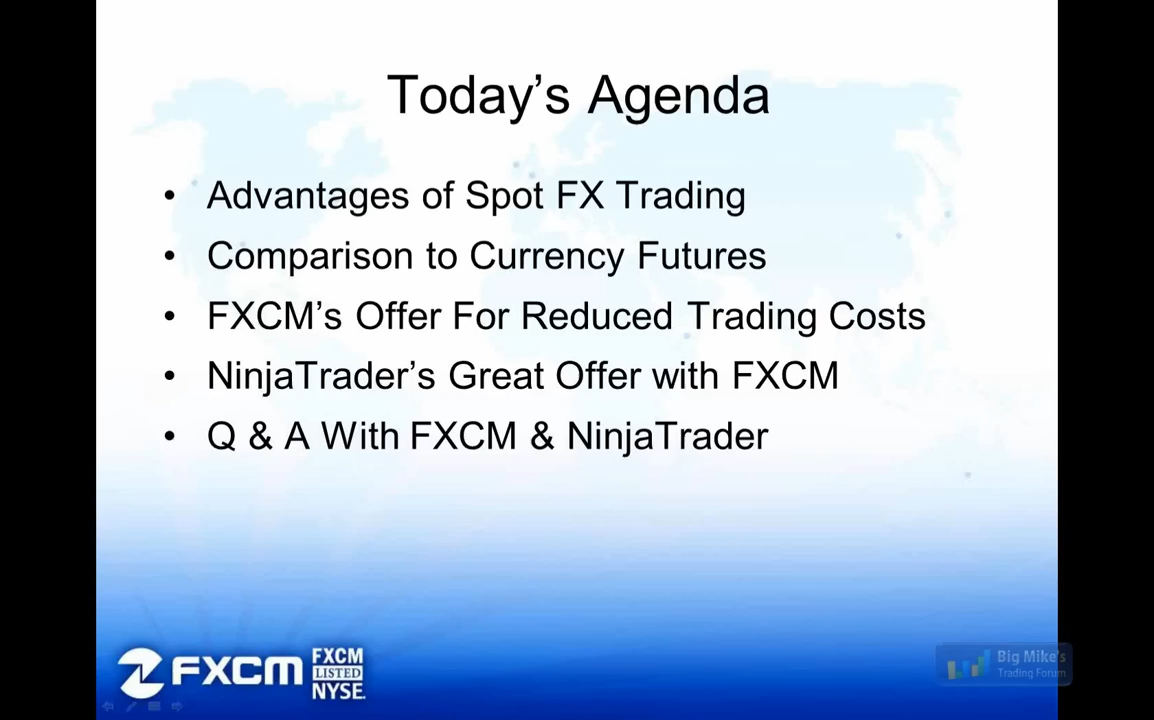 Today’s Agenda
• Advantages of Spot FX Trading
• Comparison to Currency Futures
• FXCM’s Offer For Reduced Trading Costs
• NinjaTrader’s Great Offer with FXCM
• Q & A With FXCM & NinjaTrader
FXCM
FXCM
LISTED
NYSE
Big Mike's
Trading Forum